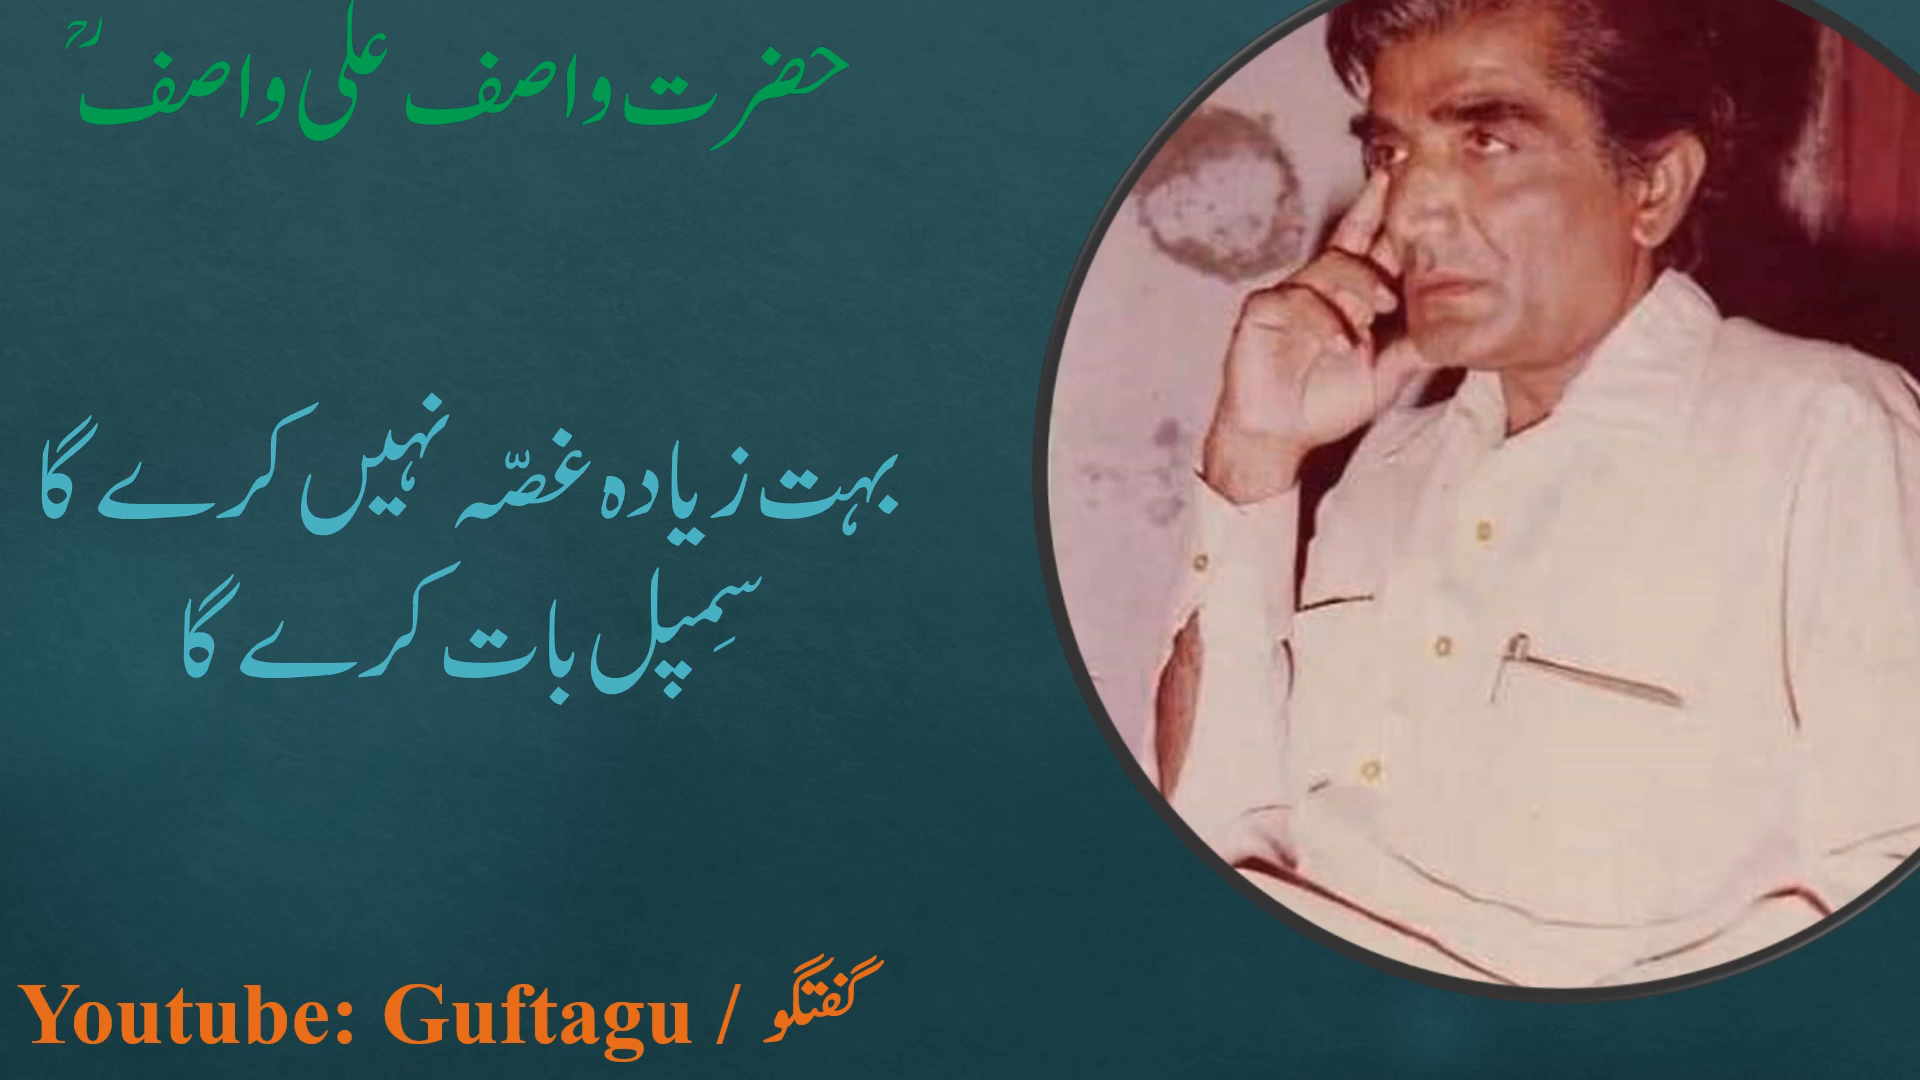 حضرت واصف علی واصفؒ
بہت زیادہ غصّہ نہیں کرے گا
سِمپل بات کرے گا
Youtube: Guftagu / گفتگو